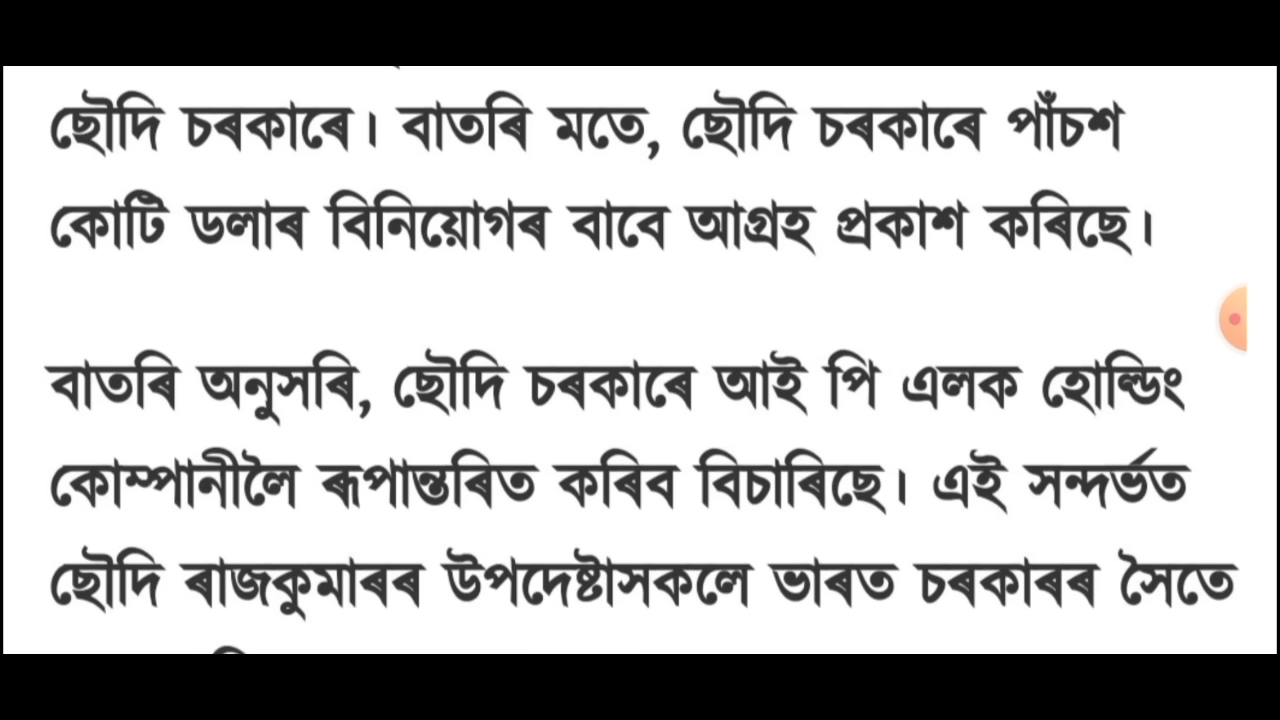 ছৌদি চৰকাৰে। বাতৰি মতে, ছৌদি চৰকাৰে পাঁচশ
কোটি ডলাৰ বিনিয়োগৰ বাবে আগ্ৰহ প্ৰকাশ কৰিছে।
বাতৰি অনুসৰি, ছৌদি চৰকাৰে আই পি এলক হোল্ডিং
কোম্পানীলৈ ৰূপান্তৰিত কৰিব বিচাৰিছে। এই সন্দৰ্ভত
ছৌদি ৰাজকুমাৰৰ উপদেষ্টাসকলে ভাৰত চৰকাৰৰ সৈতে